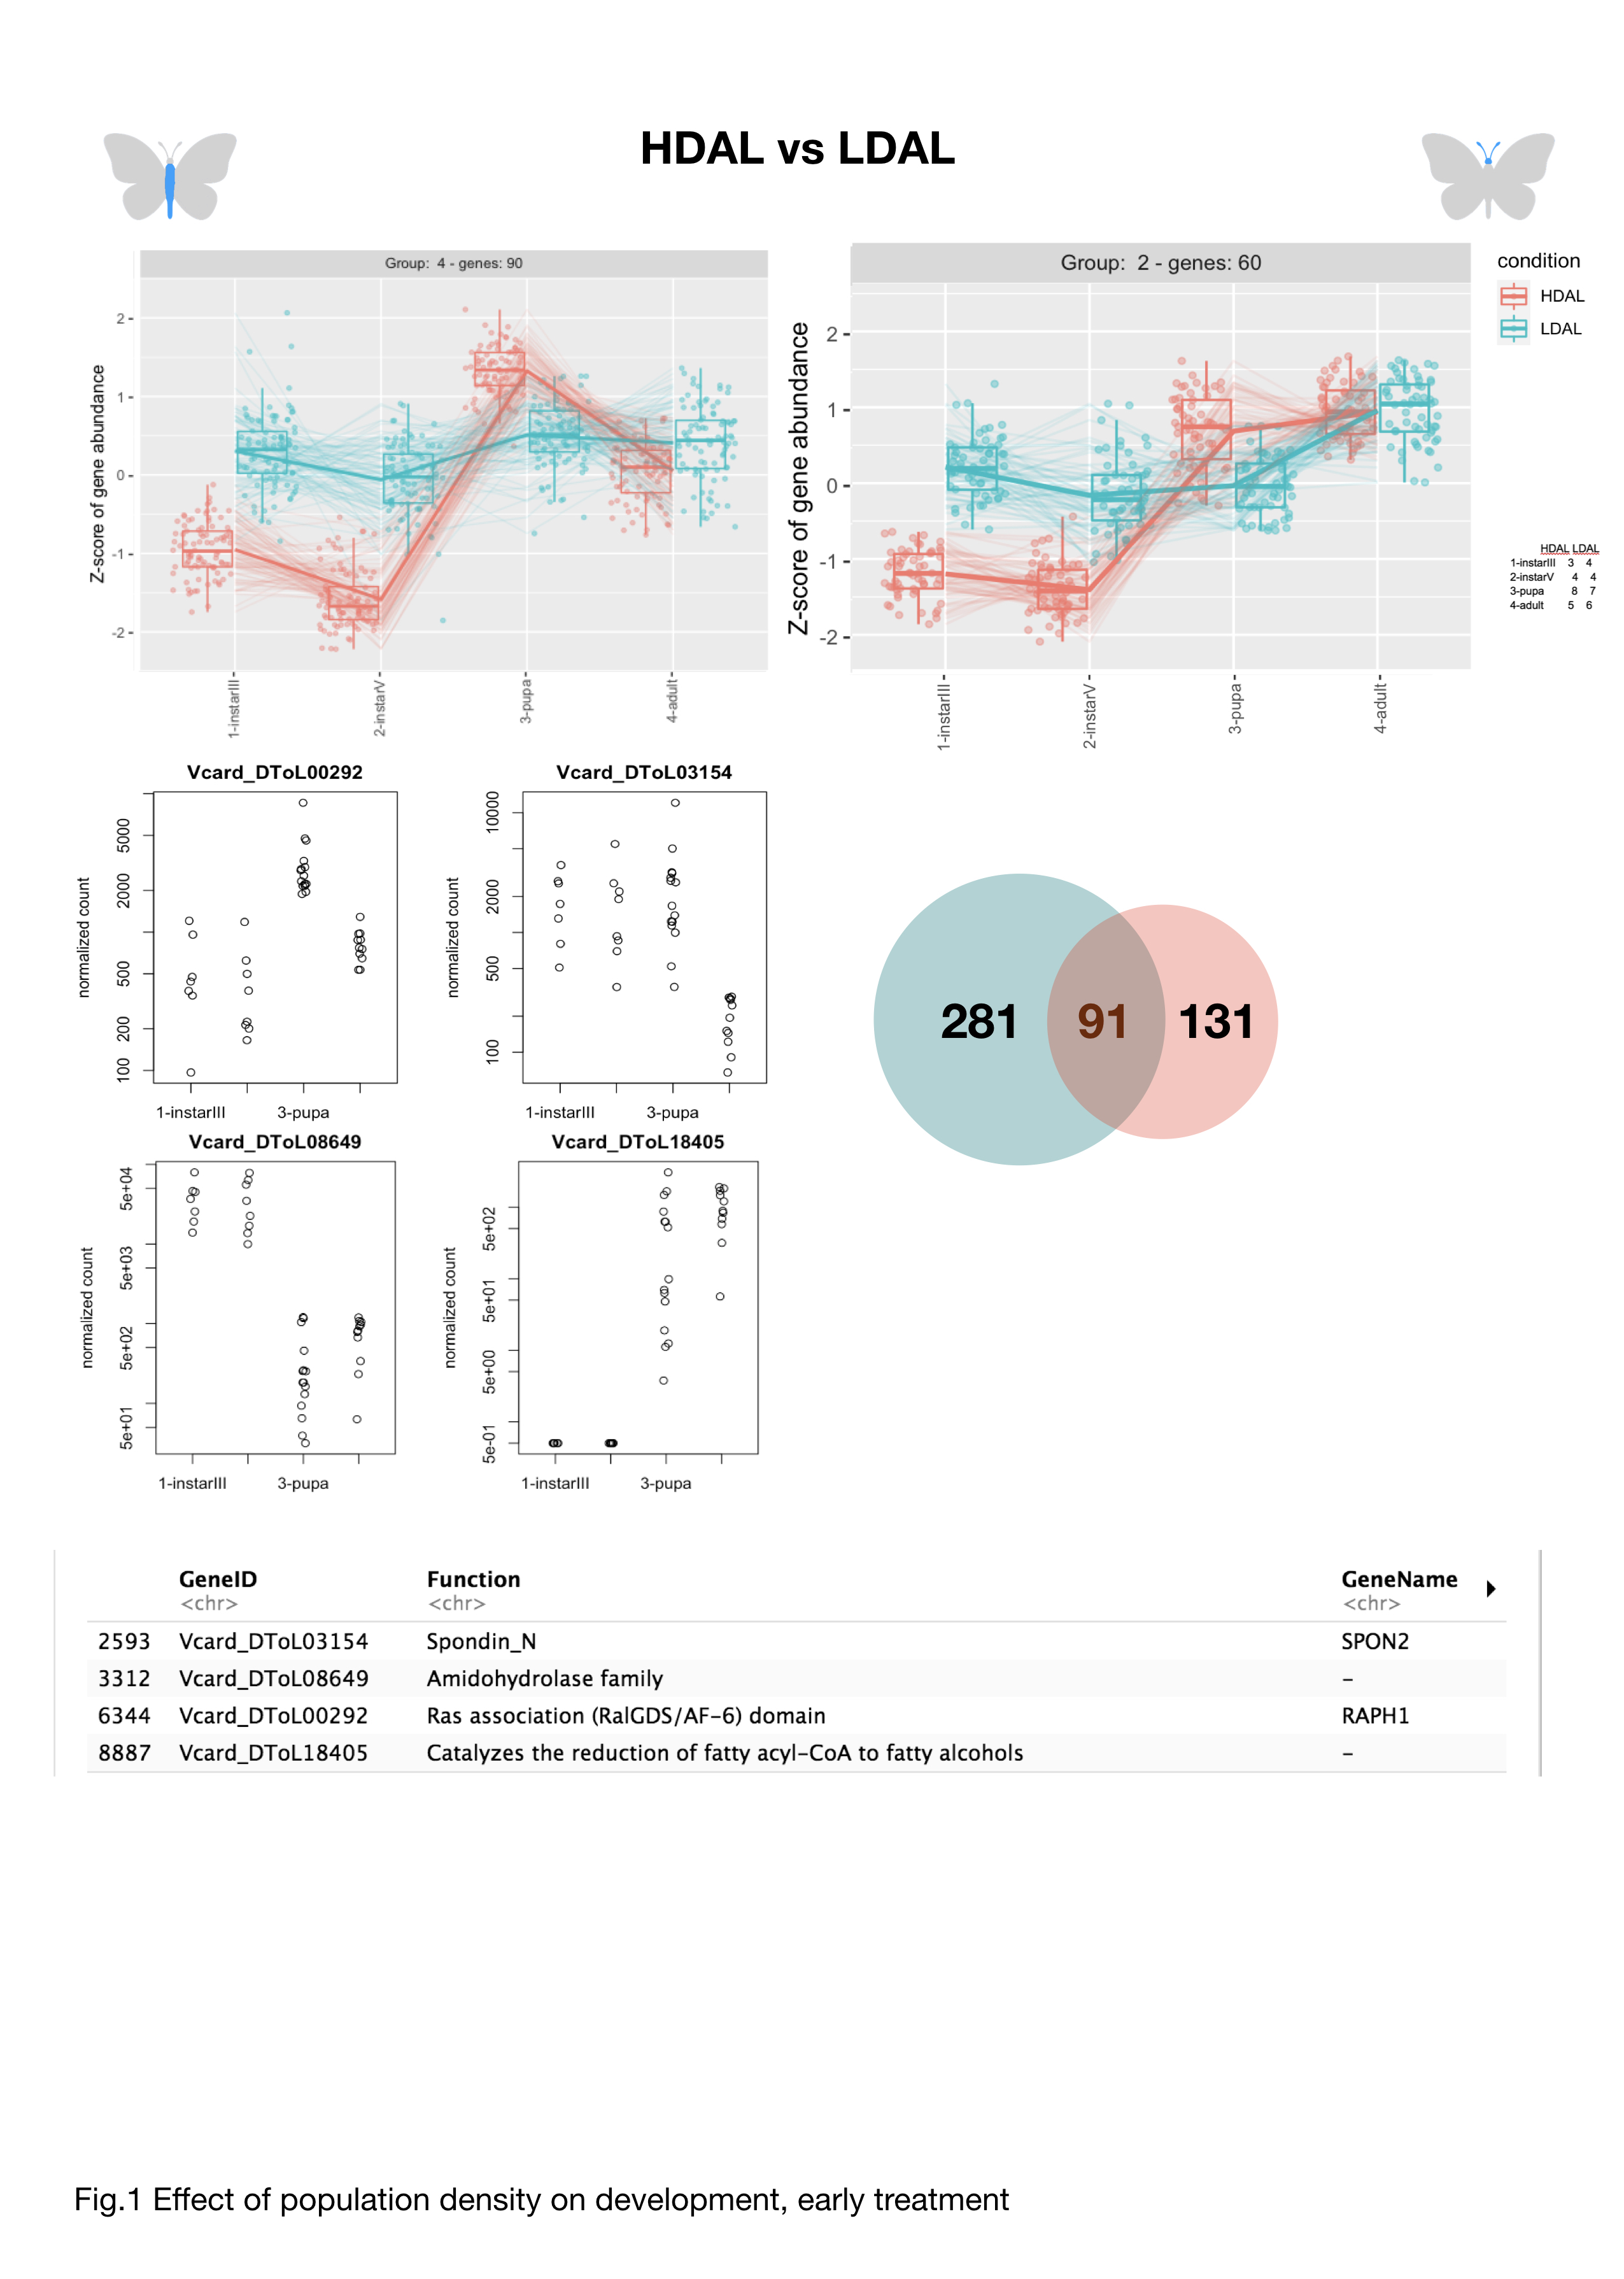 HDAL vs LDAL
Group: 4 - genes: 90
Z-score of gene abundance
2
1
0
-1
-2
1-instarIII
2-instarV
3-pupa
4-adult
Group: 2 - genes: 60
Z-score of gene abundance
2
1
0
-1
-2
1-instarIII
2-instarV
3-pupa
4-adult
condition
HDAL
LDAL
HDAL LDAL
1-instarIII 3 4
2-instarV 4 4
3-pupa 8 7
4-adult 5 6
Vcard_DToL00292
normalized count
5000
2000
500
200
100
1-instarIII
3-pupa
Vcard_DToL03154
normalized count
10000
2000
500
100
1-instarIII
3-pupa
281
91
131
Vcard_DToL08649
normalized count
5e+04
5e+03
5e+02
5e+01
1-instarIII
3-pupa
Vcard_DToL18405
normalized count
5e+02
5e+01
5e+00
5e-01
1-instarIII
3-pupa
GeneID Function GeneName
<chr> <chr> <chr>
2593 Vcard_DToL03154 Spondin_N SPON2
3312 Vcard_DToL08649 Amidohydrolase family –
6344 Vcard_DToL00292 Ras association (RalGDS/AF-6) domain RAPH1
8887 Vcard_DToL18405 Catalyzes the reduction of fatty acyl-CoA to fatty alcohols –
Fig.1 Effect of population density on development, early treatment